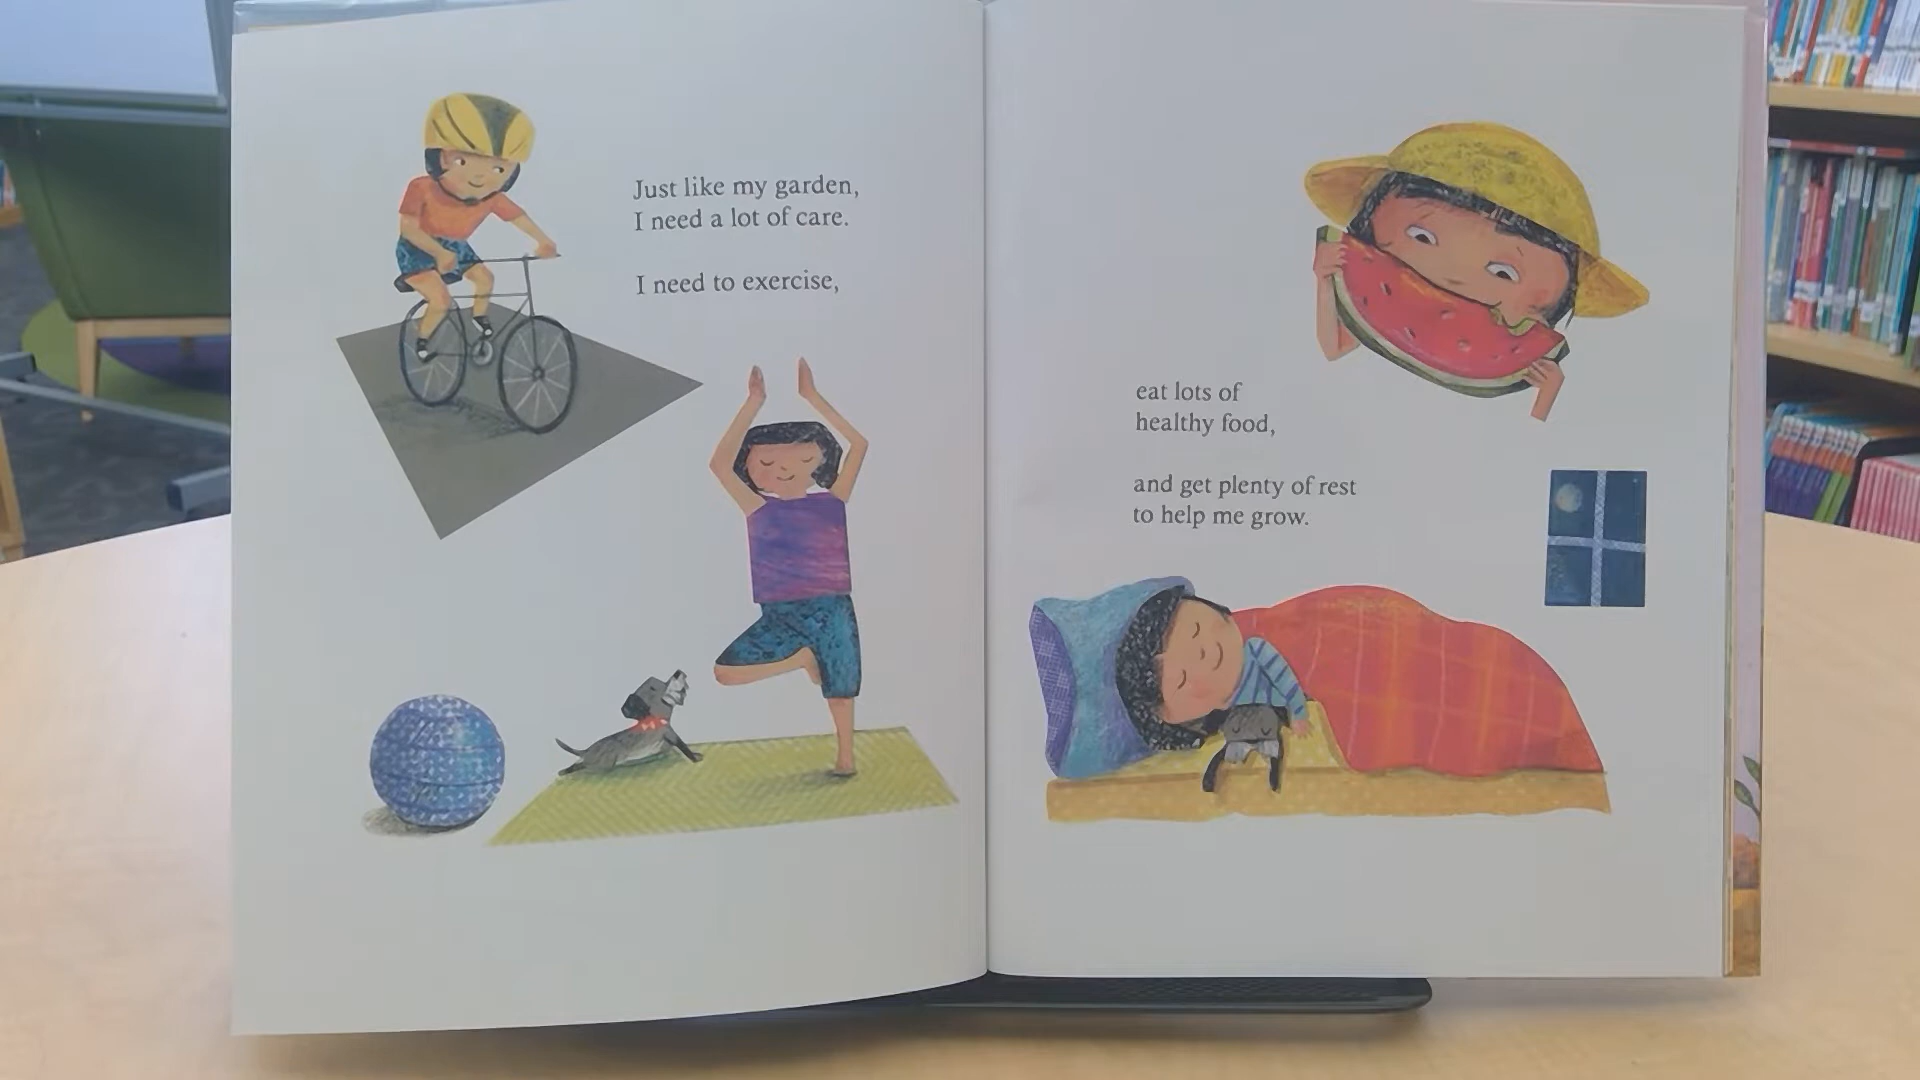 Just like my garden,
I need a lot of care.
I need to exercise,
eat lots of
healthy food,
and get plenty of rest
to help me grow.